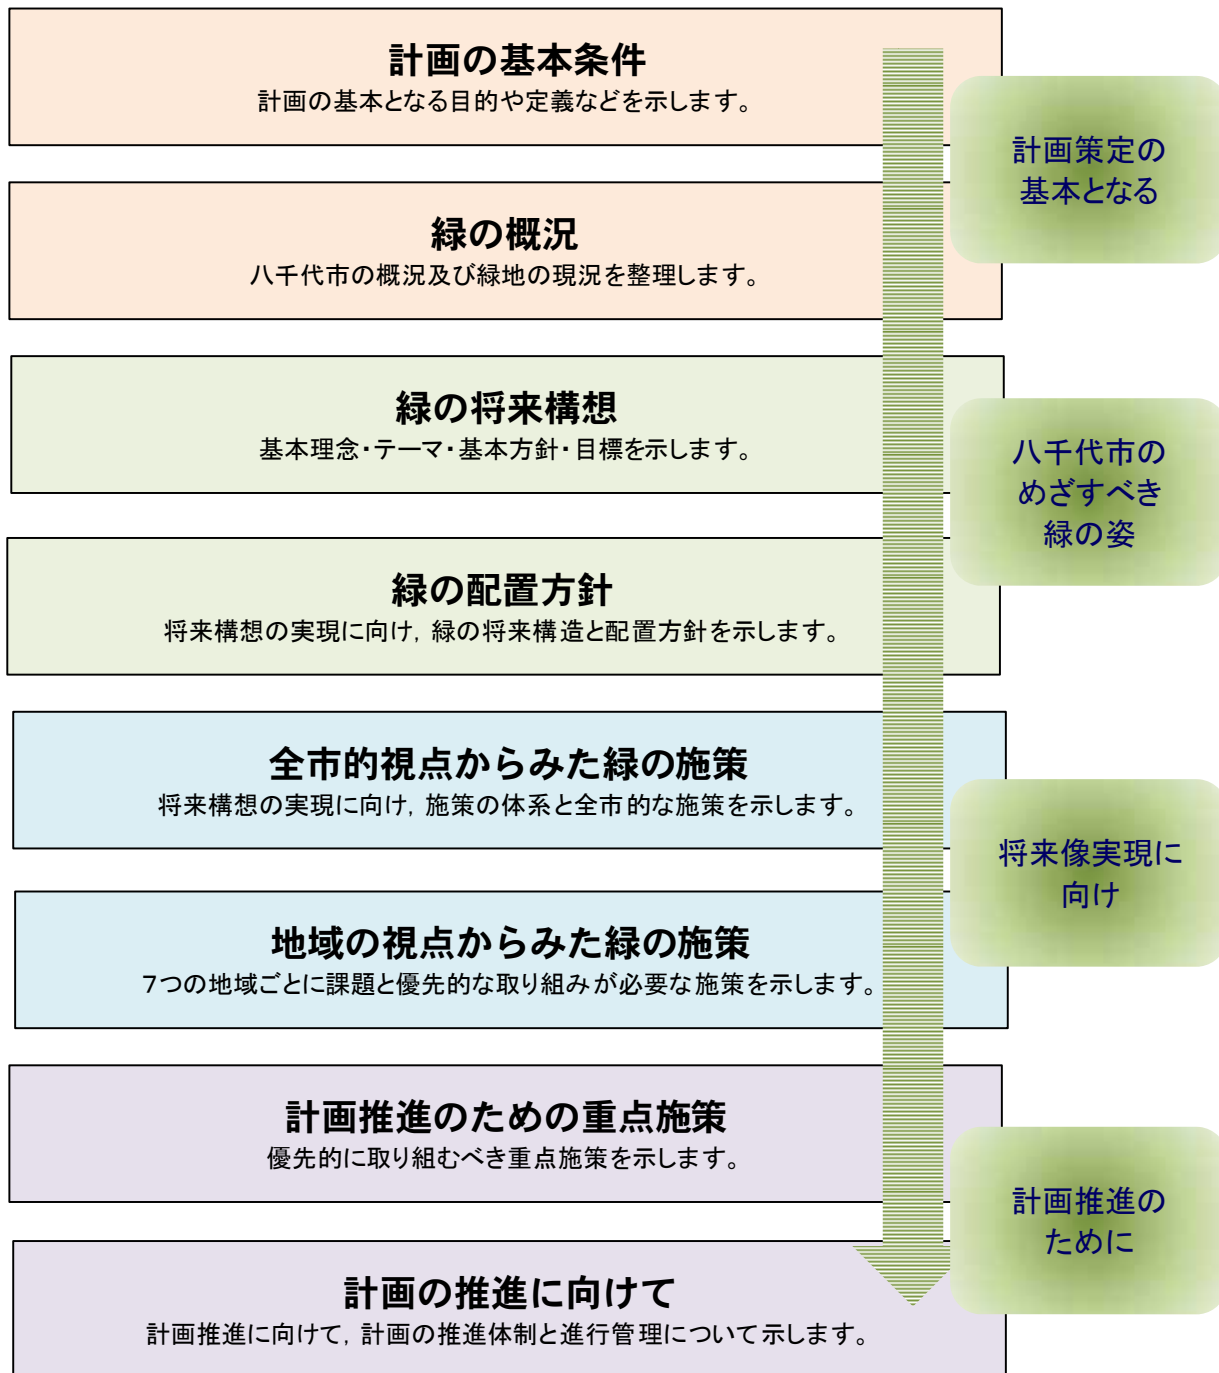 計画の基本条件
計画の基本となる目的や定義などを示します。
計画策定の
基本となる
緑の概況
八千代市の概況及び緑地の現況を整理します。
緑の将来構想
基本理念・テーマ・基本方針・目標を示します。
八千代市の
めざすべき
緑の姿
緑の配置方針
将来構想の実現に向け，緑の将来構造と配置方針を示します。
全市的視点からみた緑の施策
将来構想の実現に向け，施策の体系と全市的な施策を示します。
将来像実現に
向け
地域の視点からみた緑の施策
7つの地域ごとに課題と優先的な取り組みが必要な施策を示します。
計画推進のための重点施策
優先的に取り組むべき重点施策を示します。
計画推進の
ために
計画の推進に向けて
計画推進に向けて，計画の推進体制と進行管理について示します。